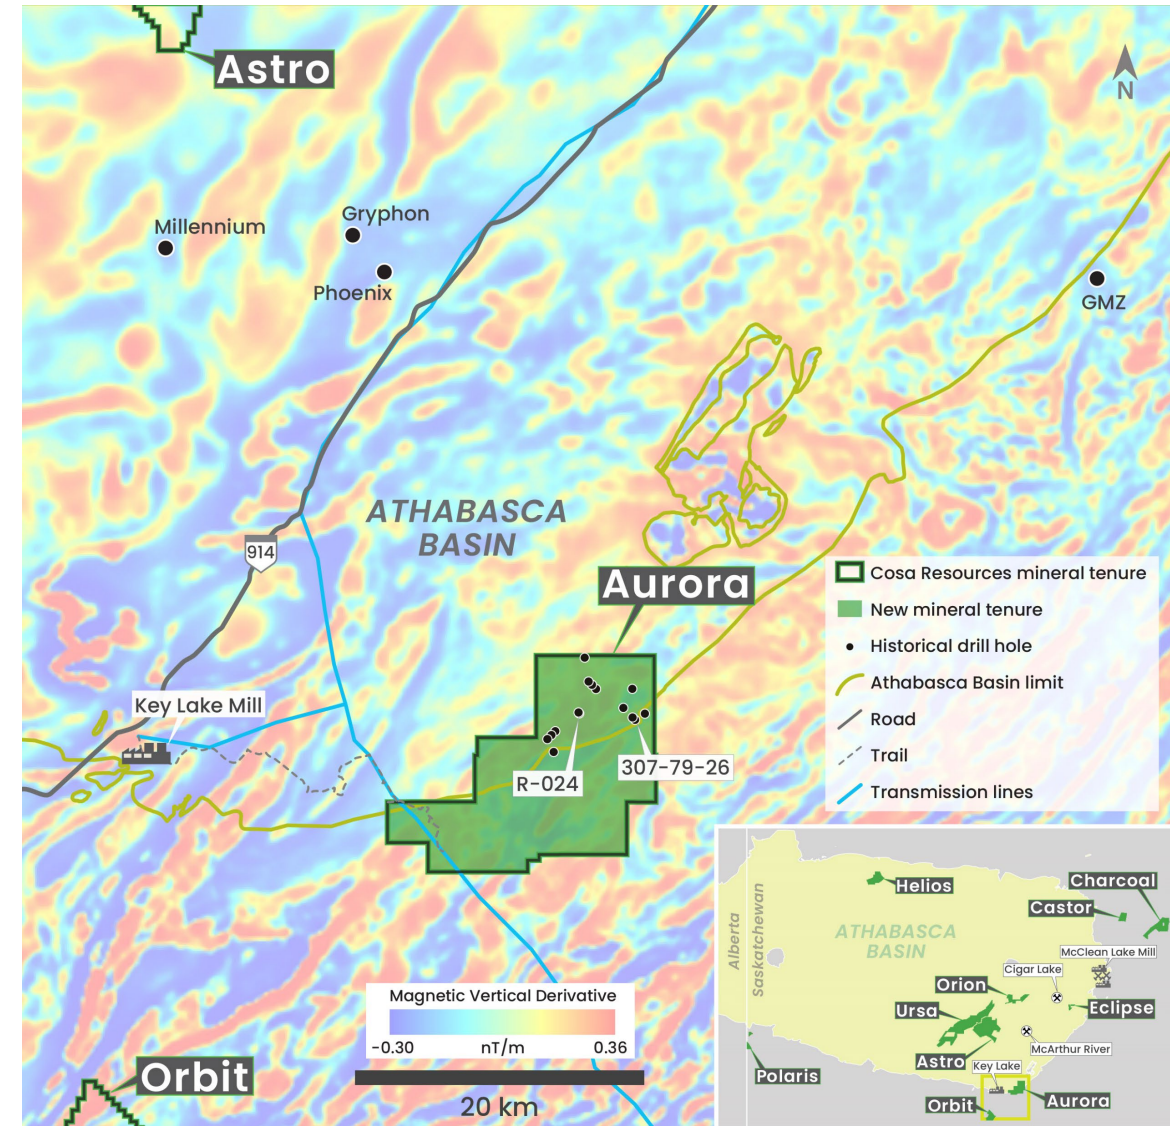 Astro
N
Millennium
Gryphon
Phoenix
GMZ
ATHABASCA
BASIN
914
Aurora
Cosa Resources mineral tenure
New mineral tenure
Historical drill hole
Athabasca Basin limit
Road
Trail
Transmission lines
Key Lake Mill
R-024
307-79-26
Magnetic Vertical Derivative
-0.30 nT/m 0.36
20 km
Orbit
Alberta
Saskatchewan
Helios
Charcoal
Castor
ATHABASCA
BASIN
McClean Lake Mill
Cigar Lake
Orion
Ursa
Eclipse
Astro
McArthur River
Key Lake
Polaris
Orbit
Aurora